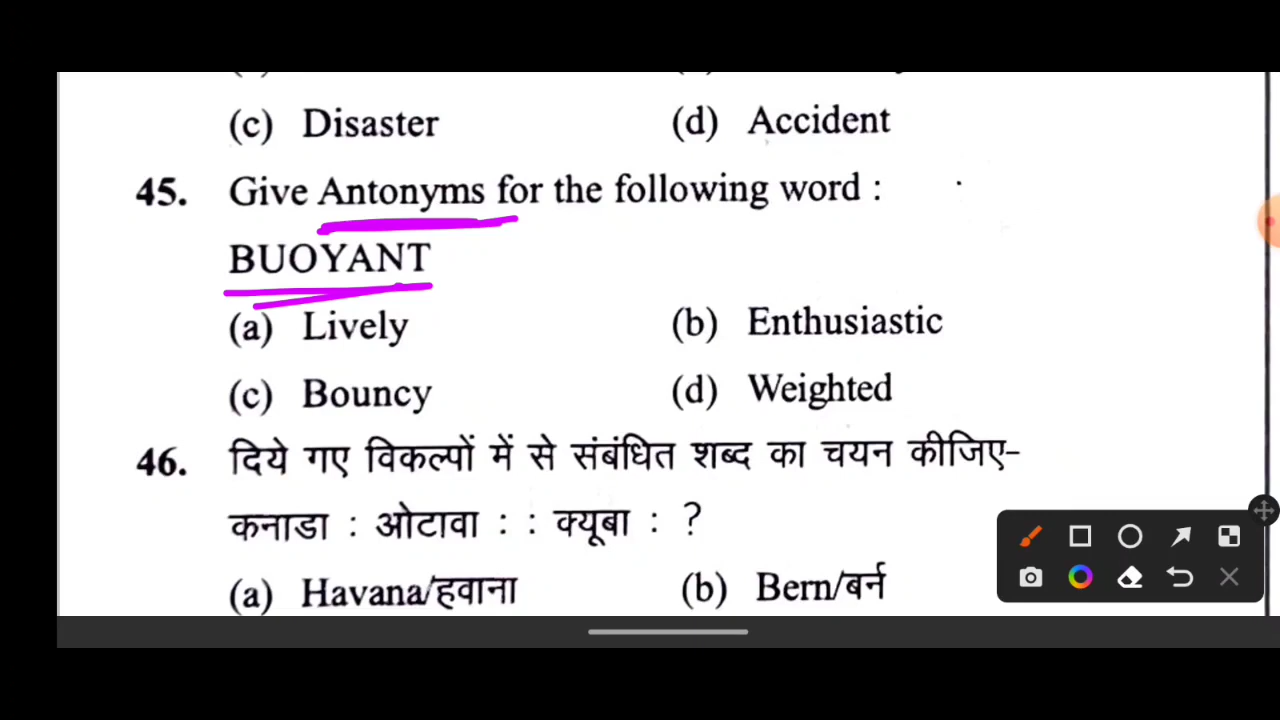 (c) Disaster (d) Accident
45. Give Antonyms for the following word :
BUOYANT
(a) Lively (b) Enthusiastic
(c) Bouncy (d) Weighted
46. दिये गए विकल्पों में से संबंधित शब्द का चयन कीजिए-
कनाडा : ओटावा : : क्यूबा : ?
(a) Havana/हवाना (b) Bern/बर्न